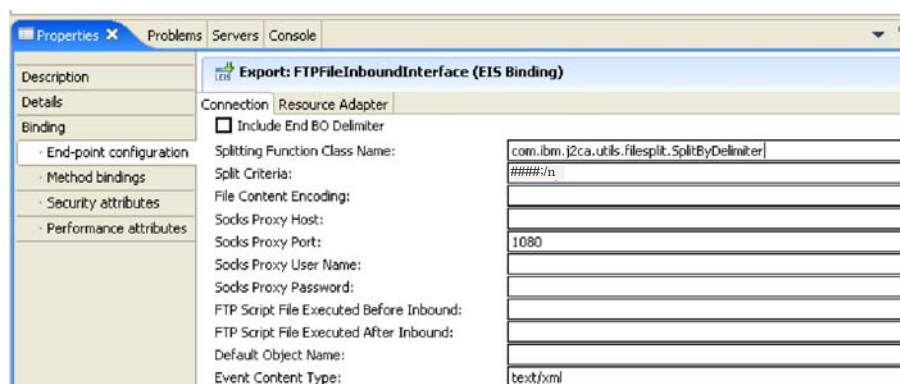 Properties Problems Servers Console
Description
Details
Binding
End-point configuration
Method bindings
Security attributes
Performance attributes
EIS Export: FTPFileInboundInterface (EIS Binding)
Connection Resource Adapter
Include End BO Delimiter
Splitting Function Class Name: com.ibm.j2ca.utils.filesplit.SplitByDelimiter
Split Criteria: ####;/n
File Content Encoding:
Socks Proxy Host:
Socks Proxy Port: 1080
Socks Proxy User Name:
Socks Proxy Password:
FTP Script File Executed Before Inbound:
FTP Script File Executed After Inbound:
Default Object Name:
Event Content Type: text/xml